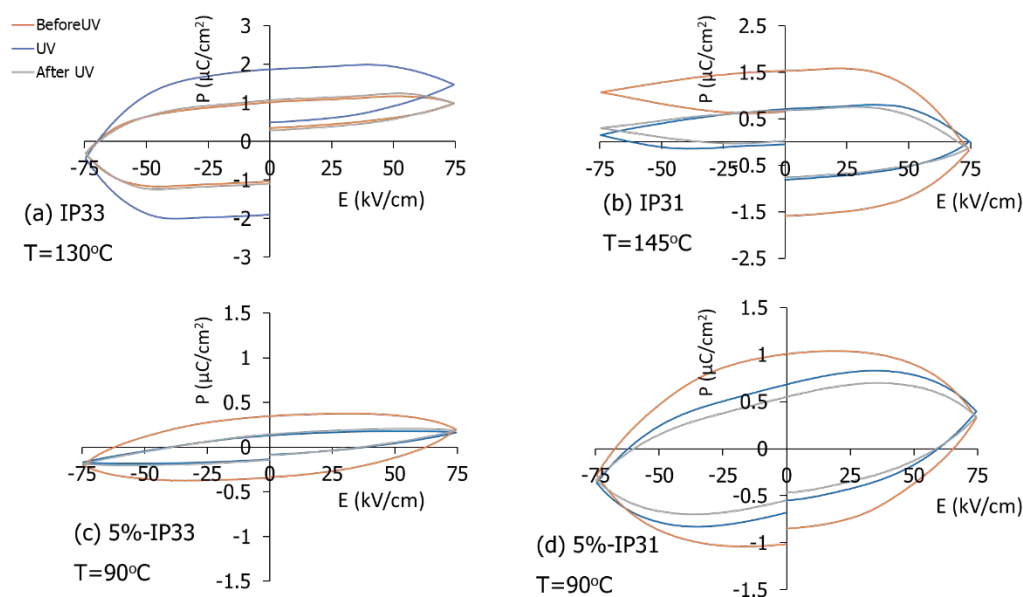 BeforeUV
UV
After UV
P (µC/cm²)
3
2
1
0
-1
-2
-3
-75
-50
-25
0
25
50
75
E (kV/cm)
(a) IP33
T=130°C
P (µC/cm²)
2.5
1.5
0.5
-0.5
-1.5
-2.5
-75
-50
-25
0
25
50
75
E (kV/cm)
(b) IP31
T=145°C
P (µC/cm²)
1.5
1
0.5
0
-0.5
-1
-1.5
-75
-50
-25
0
25
50
75
E (kV/cm)
(c) 5%-IP33
T=90°C
P (µC/cm²)
1.5
1
0.5
0
-0.5
-1
-1.5
-75
-50
-25
0
25
50
75
E (kV/cm)
(d) 5%-IP31
T=90°C